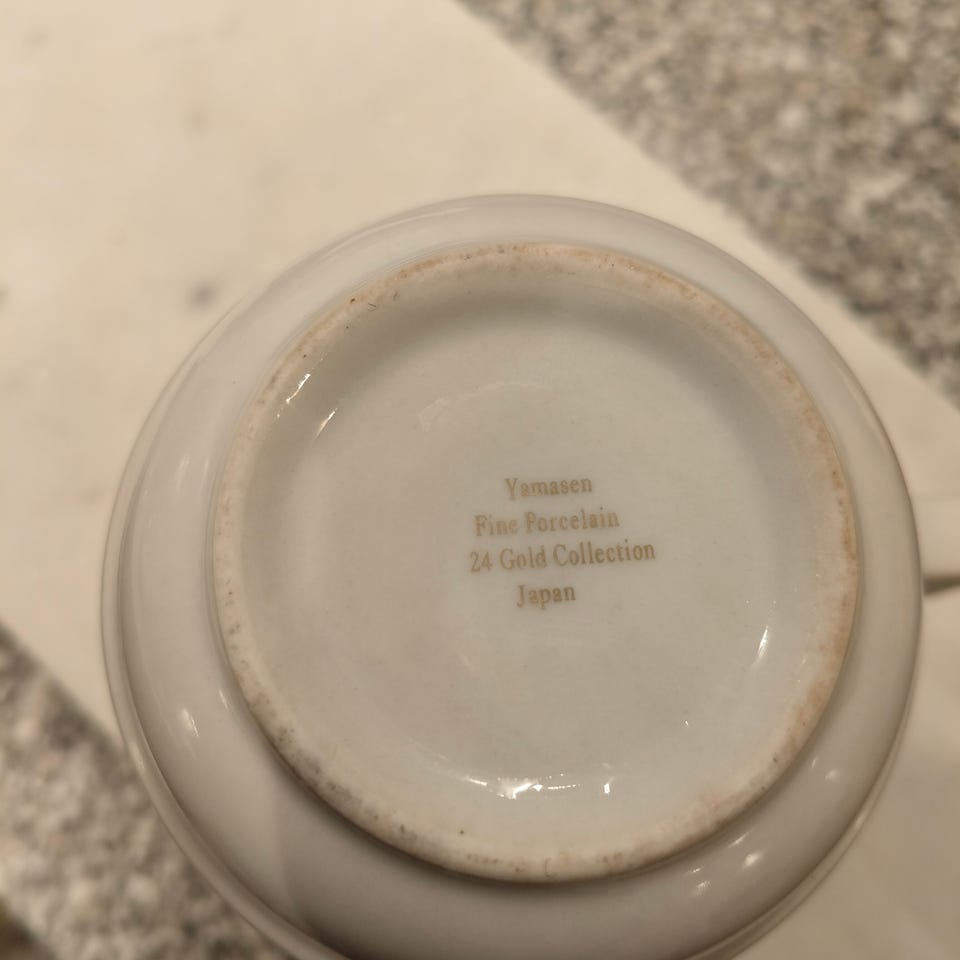 Yamasen
Fine Porcelain
24 Gold Collection
Japan